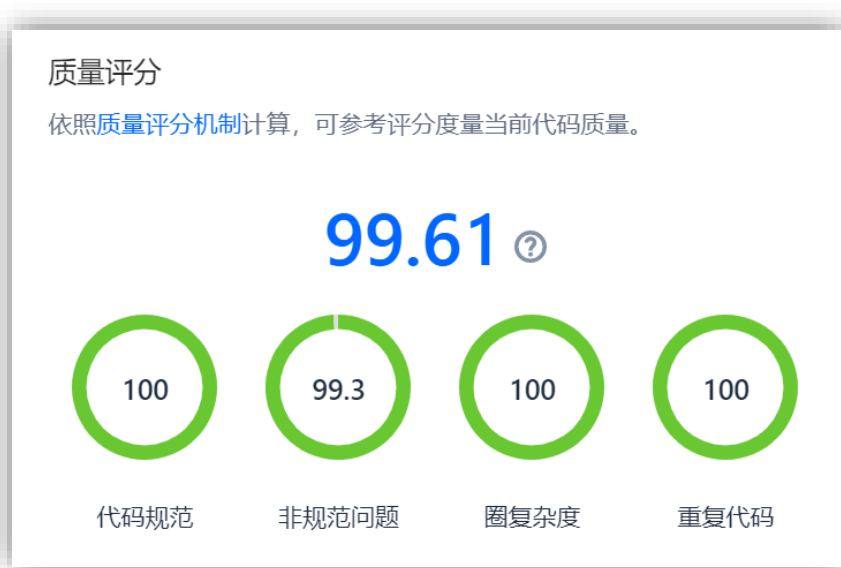 质量评分
依照质量评分机制计算，可参考评分度量当前代码质量。
99.61 ?
100 99.3 100 100
代码规范 非规范问题 圈复杂度 重复代码